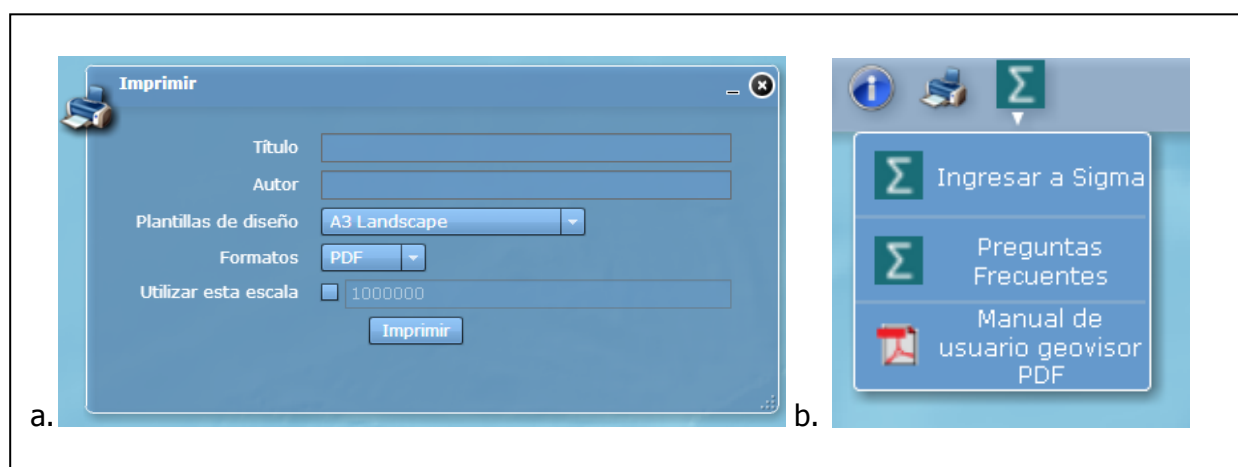 Imprimir
Título
Autor
Plantillas de diseño A3 Landscape
Formatos PDF
Utilizar esta escala 1000000
Imprimir
a.
Σ
Σ Ingresar a Sigma
Σ Preguntas
Frecuentes
Manual de
usuario geovisor
PDF
b.